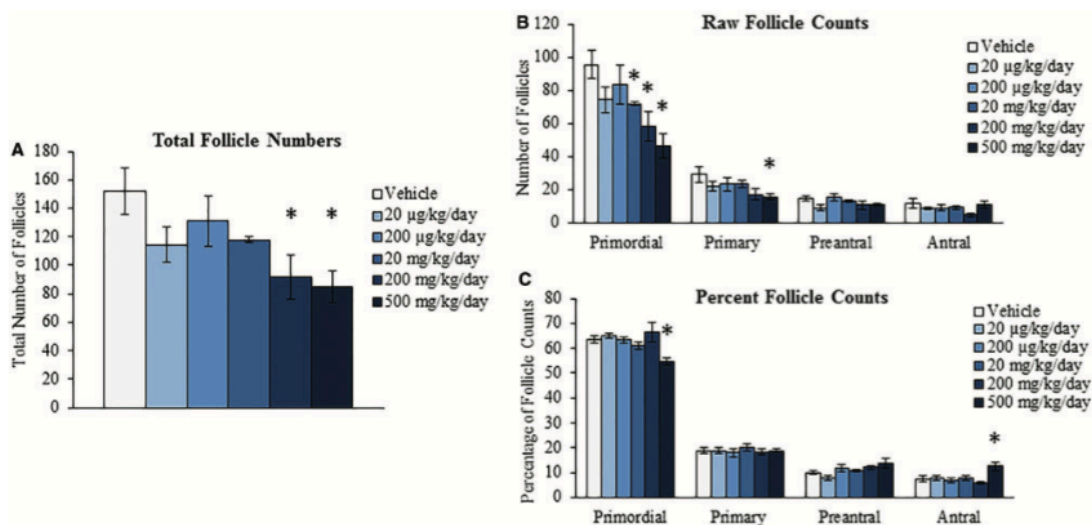 A
Total Follicle Numbers
Total Number of Follicles
180
160
140
120
100
80
60
40
20
0
* *
Vehicle
20 µg/kg/day
200 µg/kg/day
20 mg/kg/day
200 mg/kg/day
500 mg/kg/day
B
Raw Follicle Counts
Number of Follicles
120
100
80
60
40
20
0
* * *
*
Primordial Primary Preantral Antral
Vehicle
20 µg/kg/day
200 µg/kg/day
20 mg/kg/day
200 mg/kg/day
500 mg/kg/day
C
Percent Follicle Counts
Percentage of Follicle Counts
80
70
60
50
40
30
20
10
0
*
*
Primordial Primary Preantral Antral
Vehicle
20 µg/kg/day
200 µg/kg/day
20 mg/kg/day
200 mg/kg/day
500 mg/kg/day